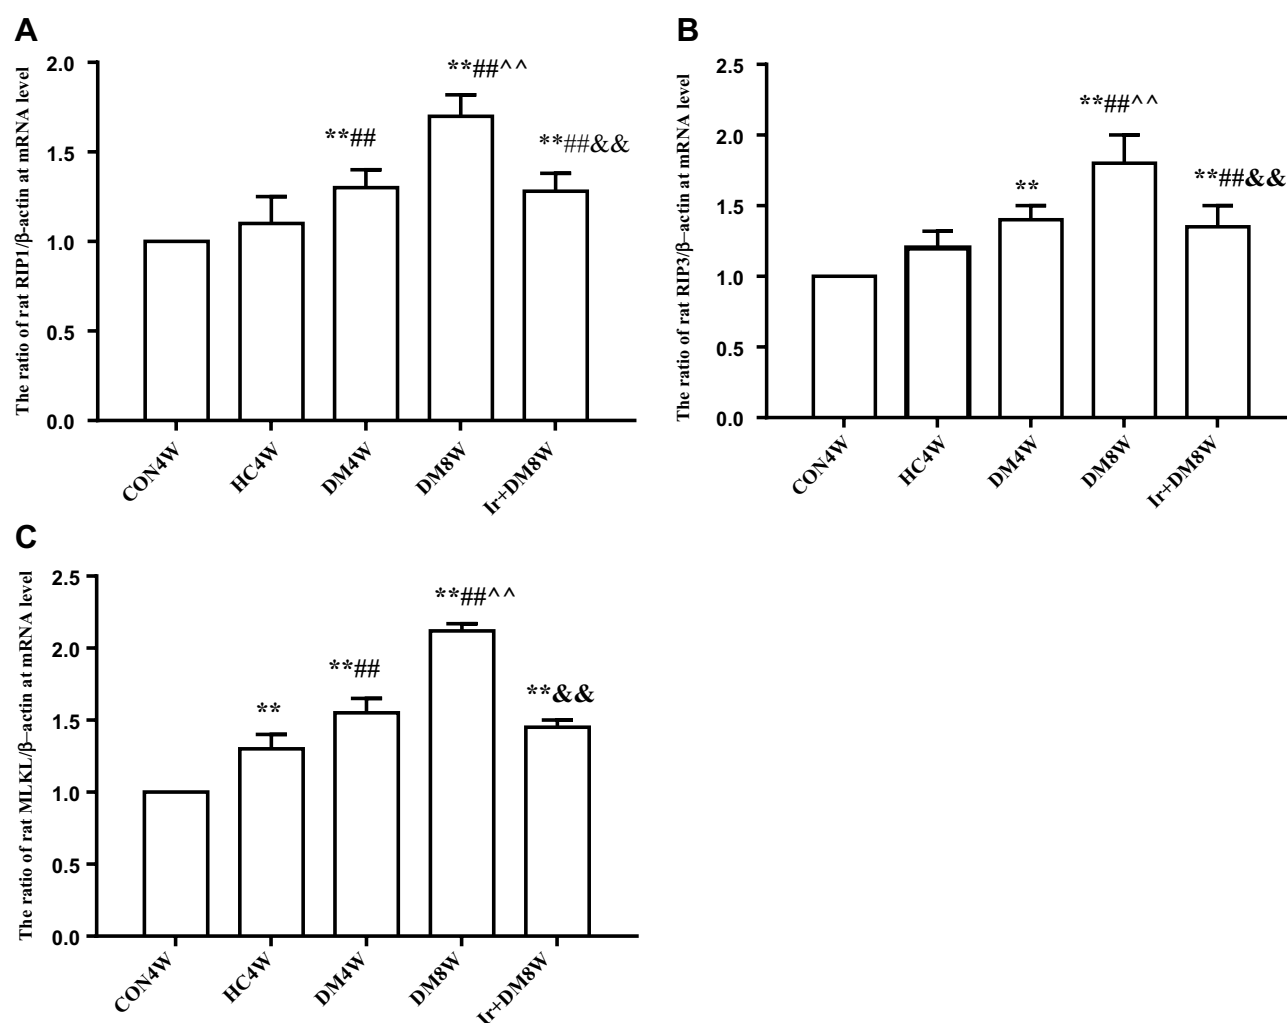 A
The ratio of rat RIP1/β-actin at mRNA level
2.0
1.5
1.0
0.5
0.0
**##
**##^^
**##&&
CON4W
HC4W
DM4W
DM8W
Ir+DM8W
B
The ratio of rat RIP3/β–actin at mRNA level
2.5
2.0
1.5
1.0
0.5
0.0
**
**##^^
**##&&
CON4W
HC4W
DM4W
DM8W
Ir+DM8W
C
The ratio of rat MLKL/β–actin at mRNA level
2.5
2.0
1.5
1.0
0.5
0.0
**
**##
**##^^
**&&
CON4W
HC4W
DM4W
DM8W
Ir+DM8W